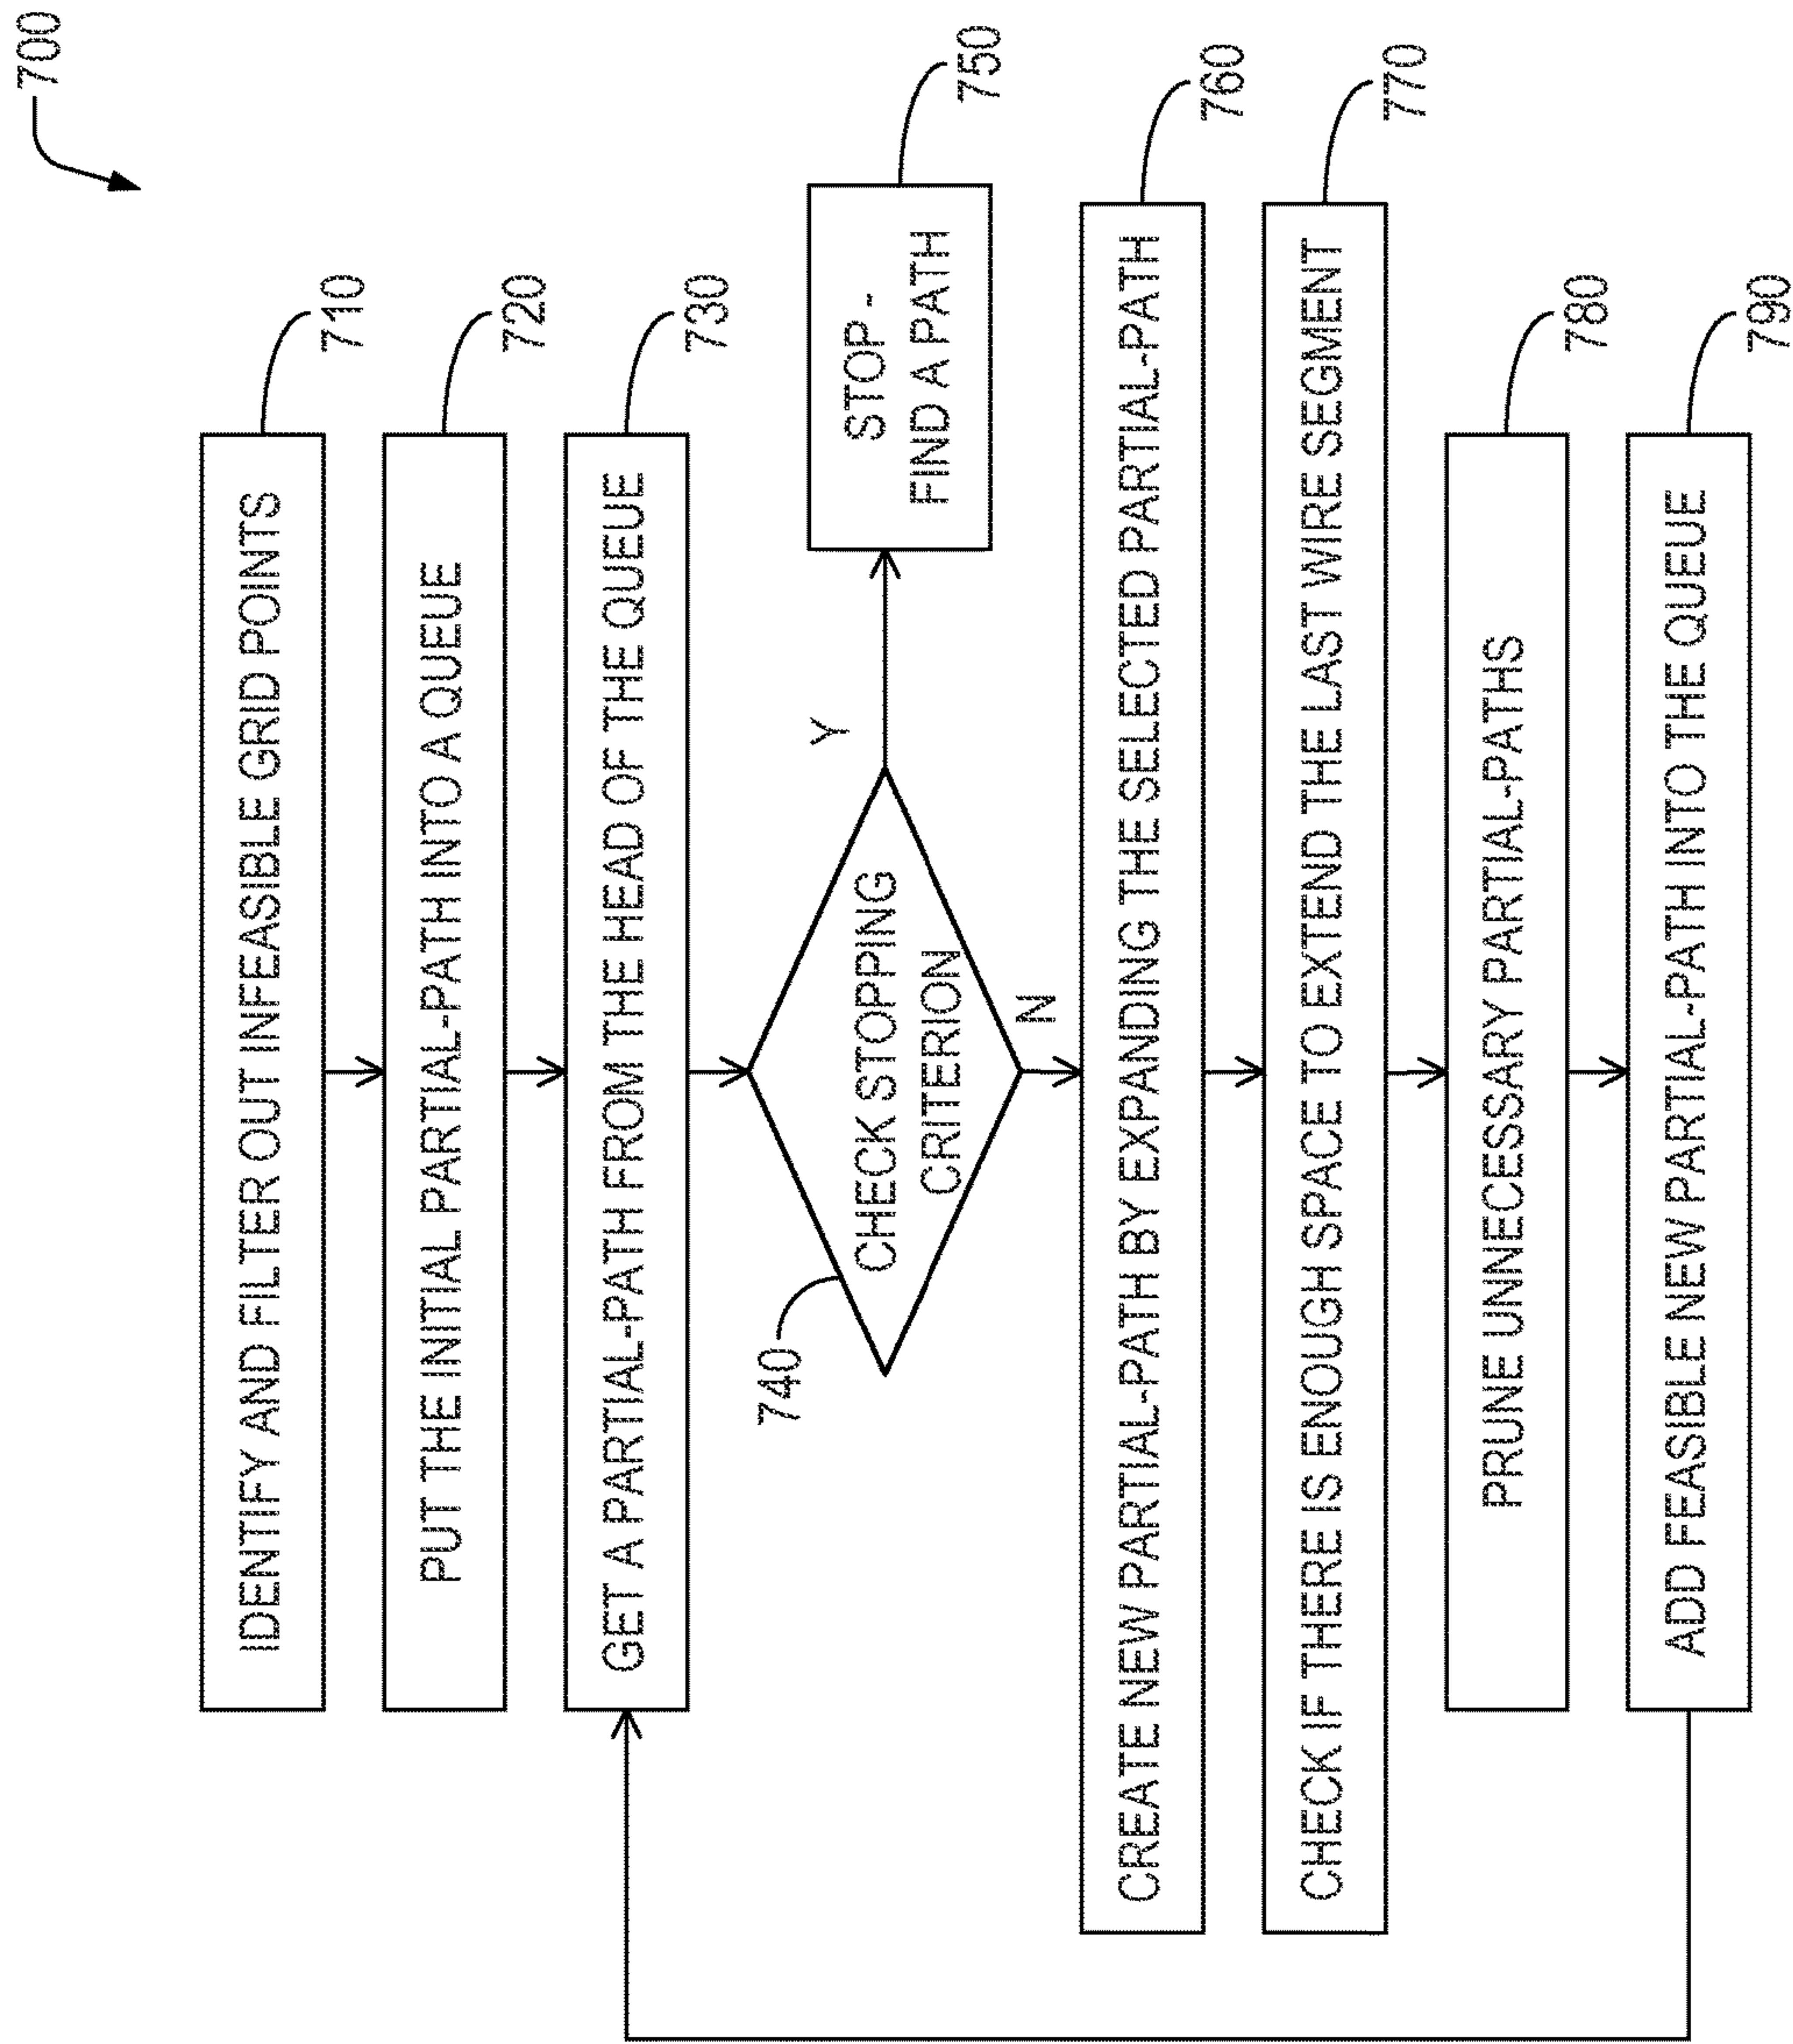 700
IDENTIFY AND FILTER OUT INFEASIBLE GRID POINTS
710
PUT THE INITIAL PARTIAL-PATH INTO A QUEUE
720
GET A PARTIAL-PATH FROM THE HEAD OF THE QUEUE
730
740
CHECK STOPPING
CRITERION
Y
STOP -
FIND A PATH
750
N
CREATE NEW PARTIAL-PATH BY EXPANDING THE SELECTED PARTIAL-PATH
760
CHECK IF THERE IS ENOUGH SPACE TO EXTEND THE LAST WIRE SEGMENT
770
PRUNE UNNECESSARY PARTIAL-PATHS
780
ADD FEASIBLE NEW PARTIAL-PATH INTO THE QUEUE
790